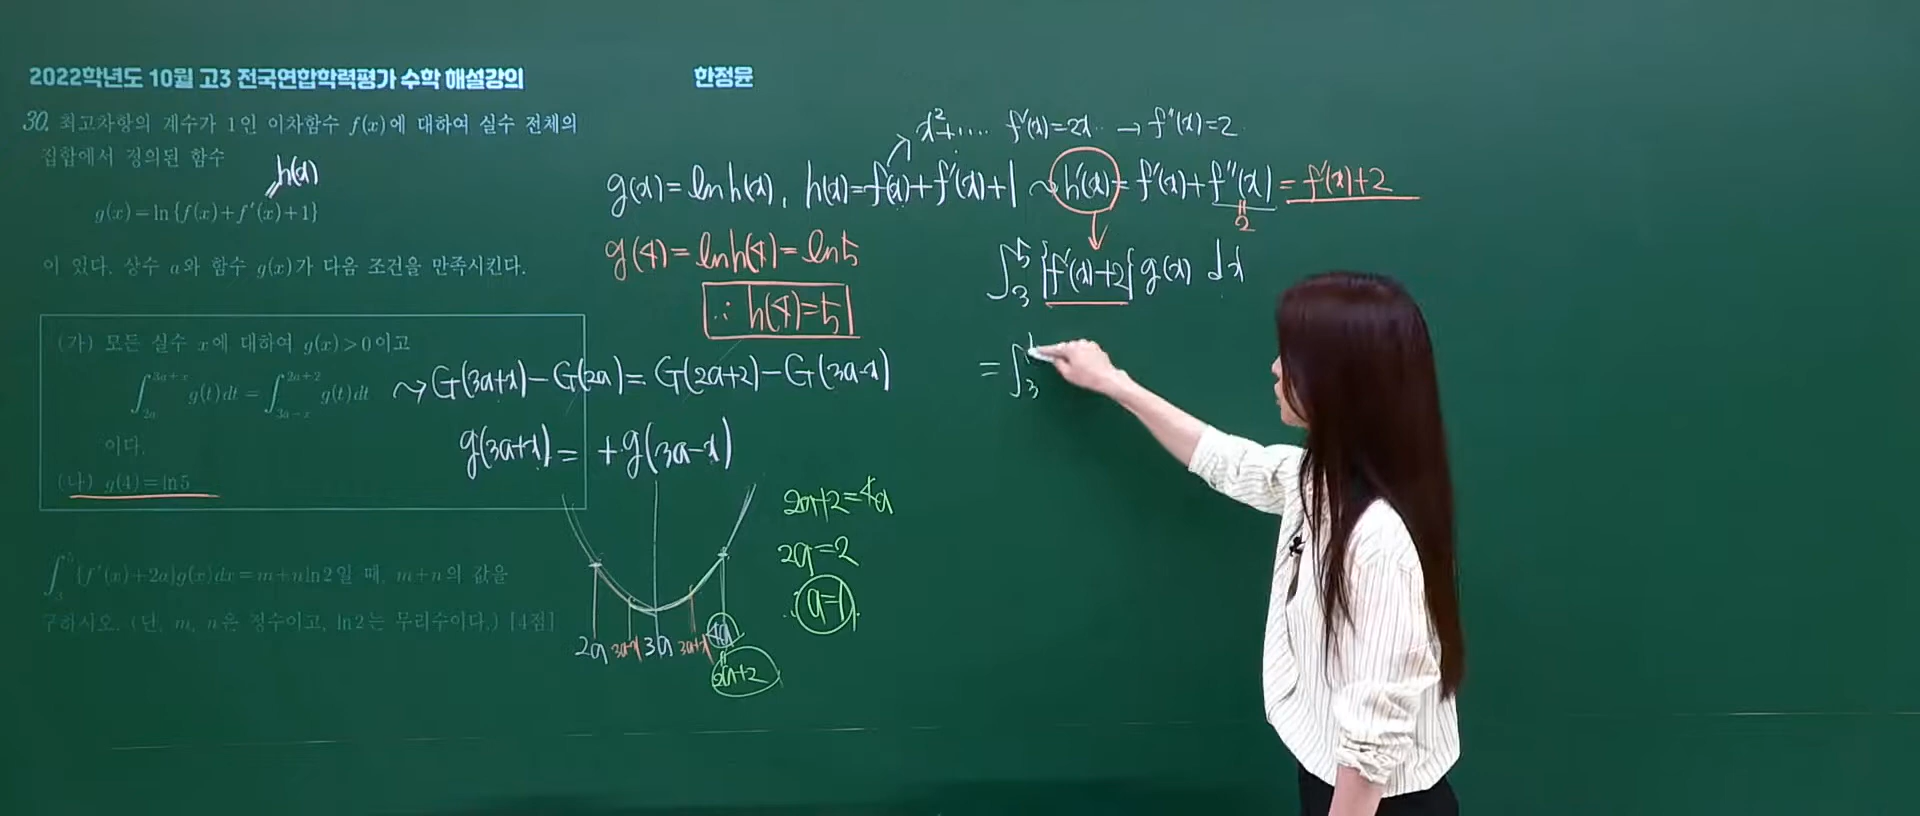 2022학년도 10월 고3 전국연합학력평가 수학 해설강의
한정윤
30. 최고차항의 계수가 1인 이차함수 f(x)에 대하여 실수 전체의
집합에서 정의된 함수
h(x)
g(x)=ln{f(x)+f'(x)+1}
이 있다. 상수 a와 함수 g(x)가 다음 조건을 만족시킨다.
(가) 모든 실수 x에 대하여 g(x)>0이고
∫_{2a}^{3a+x} g(t)dt = ∫_{3a-x}^{2a+2} g(t)dt
이다.
(나) g(4)=ln5
∫_3^5 {f'(x)+2a}g(x)dx=m+n ln2일 때, m+n의 값을
구하시오. (단, m, n은 정수이고, ln2는 무리수이다.) [4점]
x²+.... f'(x)=2x.. → f''(x)=2
g(x)=ln h(x), h(x)=f(x)+f'(x)+1 ~> h'(x)=f'(x)+f''(x)=f'(x)+2
2
g(4)=ln h(4)=ln5
∴ h(4)=5
~> G(3a+x)-G(2a)=G(2a+2)-G(3a-x)
g(3a+x)= +g(3a-x)
2a 3a-x 3a 3a+x 4a
2a+2
2a+2=4a
2a=2
∴ a=1
∫_3^5 {f'(x)+2} g(x) dx
= ∫_3